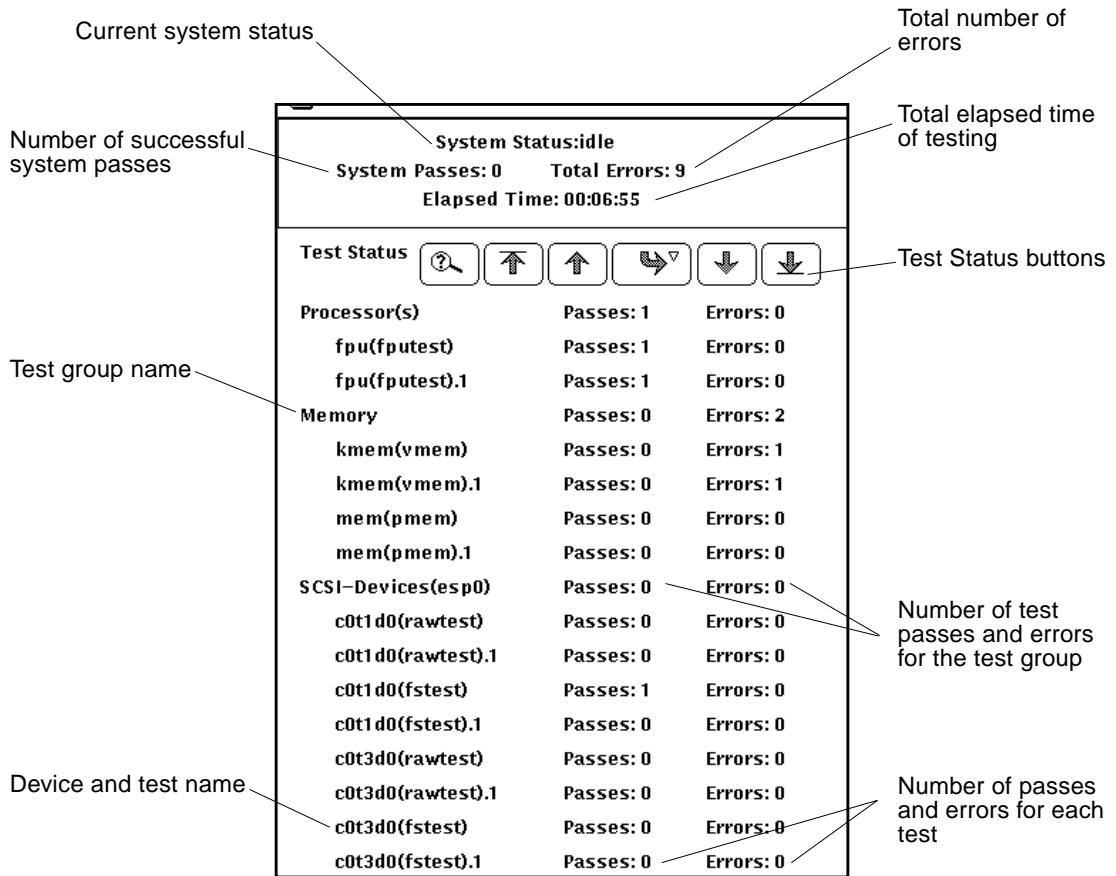 Current system status
Total number of
errors
Number of successful
system passes
Total elapsed time
of testing
System Status:idle
System Passes: 0 Total Errors: 9
Elapsed Time: 00:06:55
Test Status
Test Status buttons
Processor(s) Passes: 1 Errors: 0
fpu(fputest) Passes: 1 Errors: 0
Test group name
fpu(fputest).1 Passes: 1 Errors: 0
Memory Passes: 0 Errors: 2
kmem(vmem) Passes: 0 Errors: 1
kmem(vmem).1 Passes: 0 Errors: 1
mem(pmem) Passes: 0 Errors: 0
mem(pmem).1 Passes: 0 Errors: 0
SCSI-Devices(esp0) Passes: 0 Errors: 0
Number of test
passes and errors
for the test group
c0t1d0(rawtest) Passes: 0 Errors: 0
c0t1d0(rawtest).1 Passes: 0 Errors: 0
c0t1d0(fstest) Passes: 1 Errors: 0
c0t1d0(fstest).1 Passes: 0 Errors: 0
c0t3d0(rawtest) Passes: 0 Errors: 0
Device and test name
c0t3d0(rawtest).1 Passes: 0 Errors: 0
Number of passes
and errors for each
test
c0t3d0(fstest) Passes: 0 Errors: 0
c0t3d0(fstest).1 Passes: 0 Errors: 0